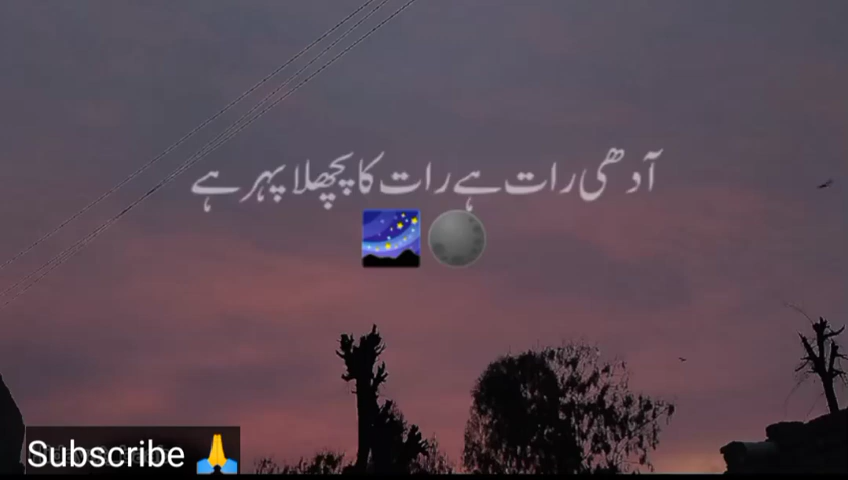 آدھی رات ہے رات کا پچھلا پہر ہے
🌌🌑
Subscribe 🙏